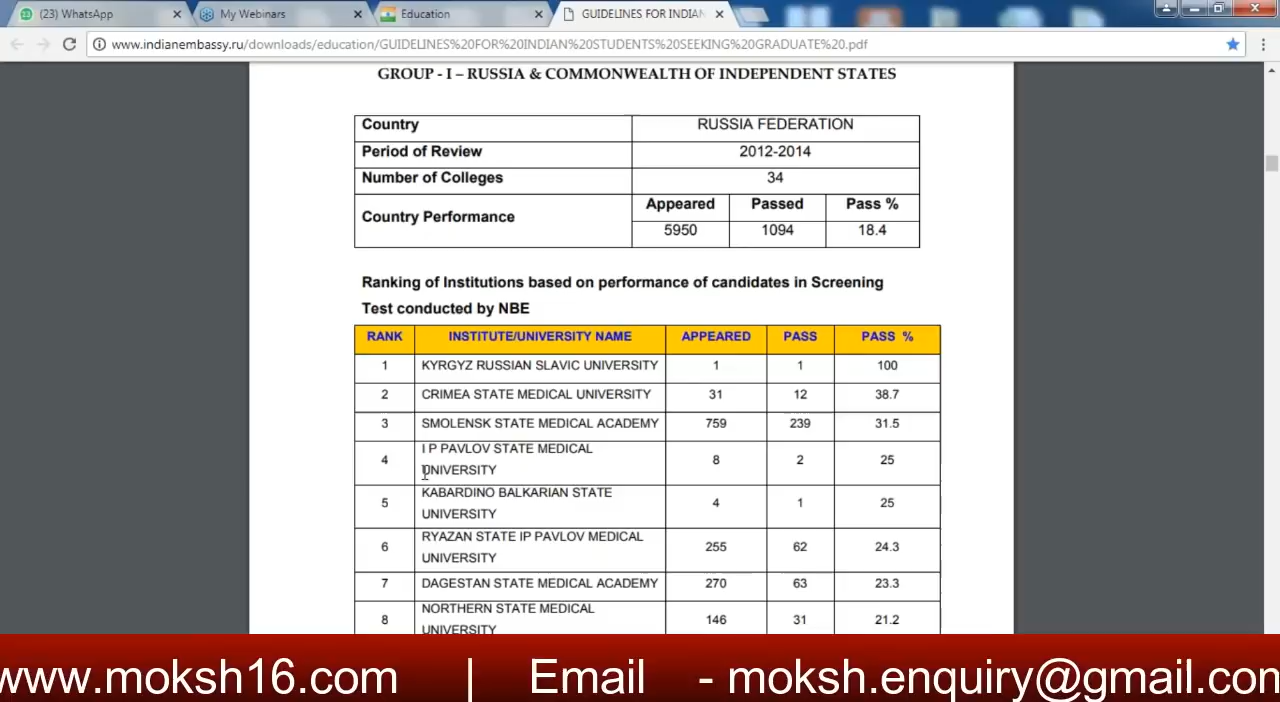 (23) WhatsApp
My Webinars
Education
GUIDELINES FOR INDIAN
www.indianembassy.ru/downloads/education/GUIDELINES%20FOR%20INDIAN%20STUDENTS%20SEEKING%20GRADUATE%20.pdf
GROUP - I – RUSSIA & COMMONWEALTH OF INDEPENDENT STATES
Country RUSSIA FEDERATION
Period of Review 2012-2014
Number of Colleges 34
Country Performance Appeared Passed Pass %
5950 1094 18.4
Ranking of Institutions based on performance of candidates in Screening
Test conducted by NBE
RANK INSTITUTE/UNIVERSITY NAME APPEARED PASS PASS %
1 KYRGYZ RUSSIAN SLAVIC UNIVERSITY 1 1 100
2 CRIMEA STATE MEDICAL UNIVERSITY 31 12 38.7
3 SMOLENSK STATE MEDICAL ACADEMY 759 239 31.5
4 I P PAVLOV STATE MEDICAL
UNIVERSITY 8 2 25
5 KABARDINO BALKARIAN STATE
UNIVERSITY 4 1 25
6 RYAZAN STATE IP PAVLOV MEDICAL
UNIVERSITY 255 62 24.3
7 DAGESTAN STATE MEDICAL ACADEMY 270 63 23.3
8 NORTHERN STATE MEDICAL
UNIVERSITY 146 31 21.2
www.moksh16.com | Email - moksh.enquiry@gmail.com